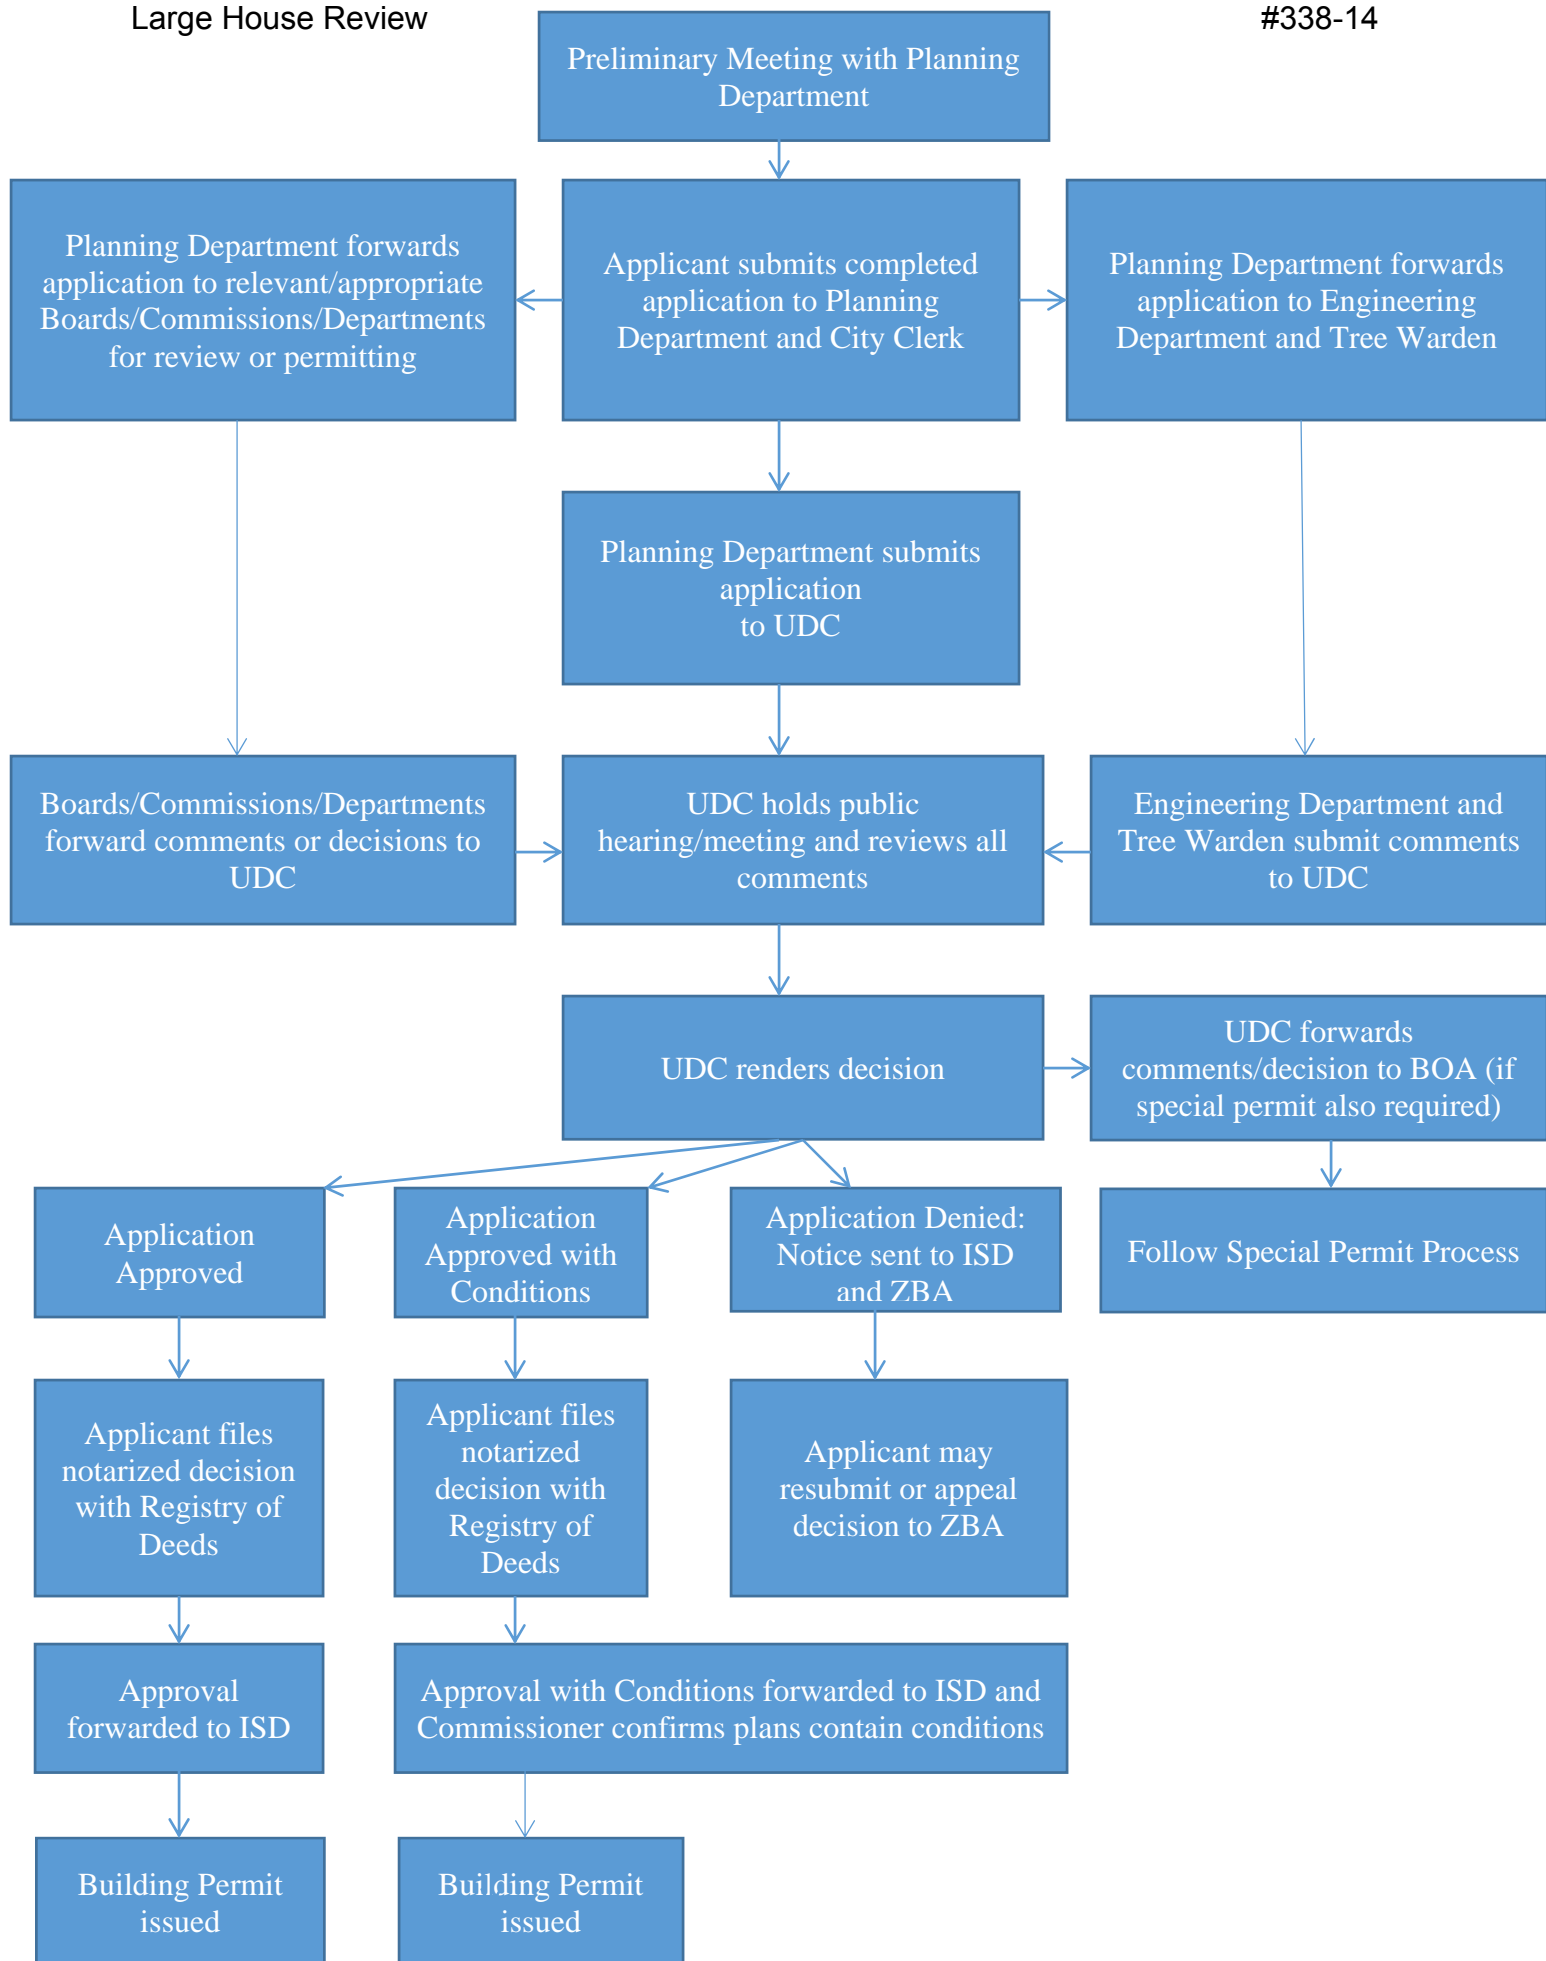 Large House Review
#338-14
Preliminary Meeting with Planning
Department
Planning Department forwards
application to relevant/appropriate
Boards/Commissions/Departments
for review or permitting
Applicant submits completed
application to Planning
Department and City Clerk
Planning Department forwards
application to Engineering
Department and Tree Warden
Planning Department submits
application
to UDC
Boards/Commissions/Departments
forward comments or decisions to
UDC
UDC holds public
hearing/meeting and reviews all
comments
Engineering Department and
Tree Warden submit comments
to UDC
UDC renders decision
UDC forwards
comments/decision to BOA (if
special permit also required)
Application
Approved
Application
Approved with
Conditions
Application Denied:
Notice sent to ISD
and ZBA
Follow Special Permit Process
Applicant files
notarized decision
with Registry of
Deeds
Applicant files
notarized
decision with
Registry of
Deeds
Applicant may
resubmit or appeal
decision to ZBA
Approval
forwarded to ISD
Approval with Conditions forwarded to ISD and
Commissioner confirms plans contain conditions
Building Permit
issued
Building Permit
issued